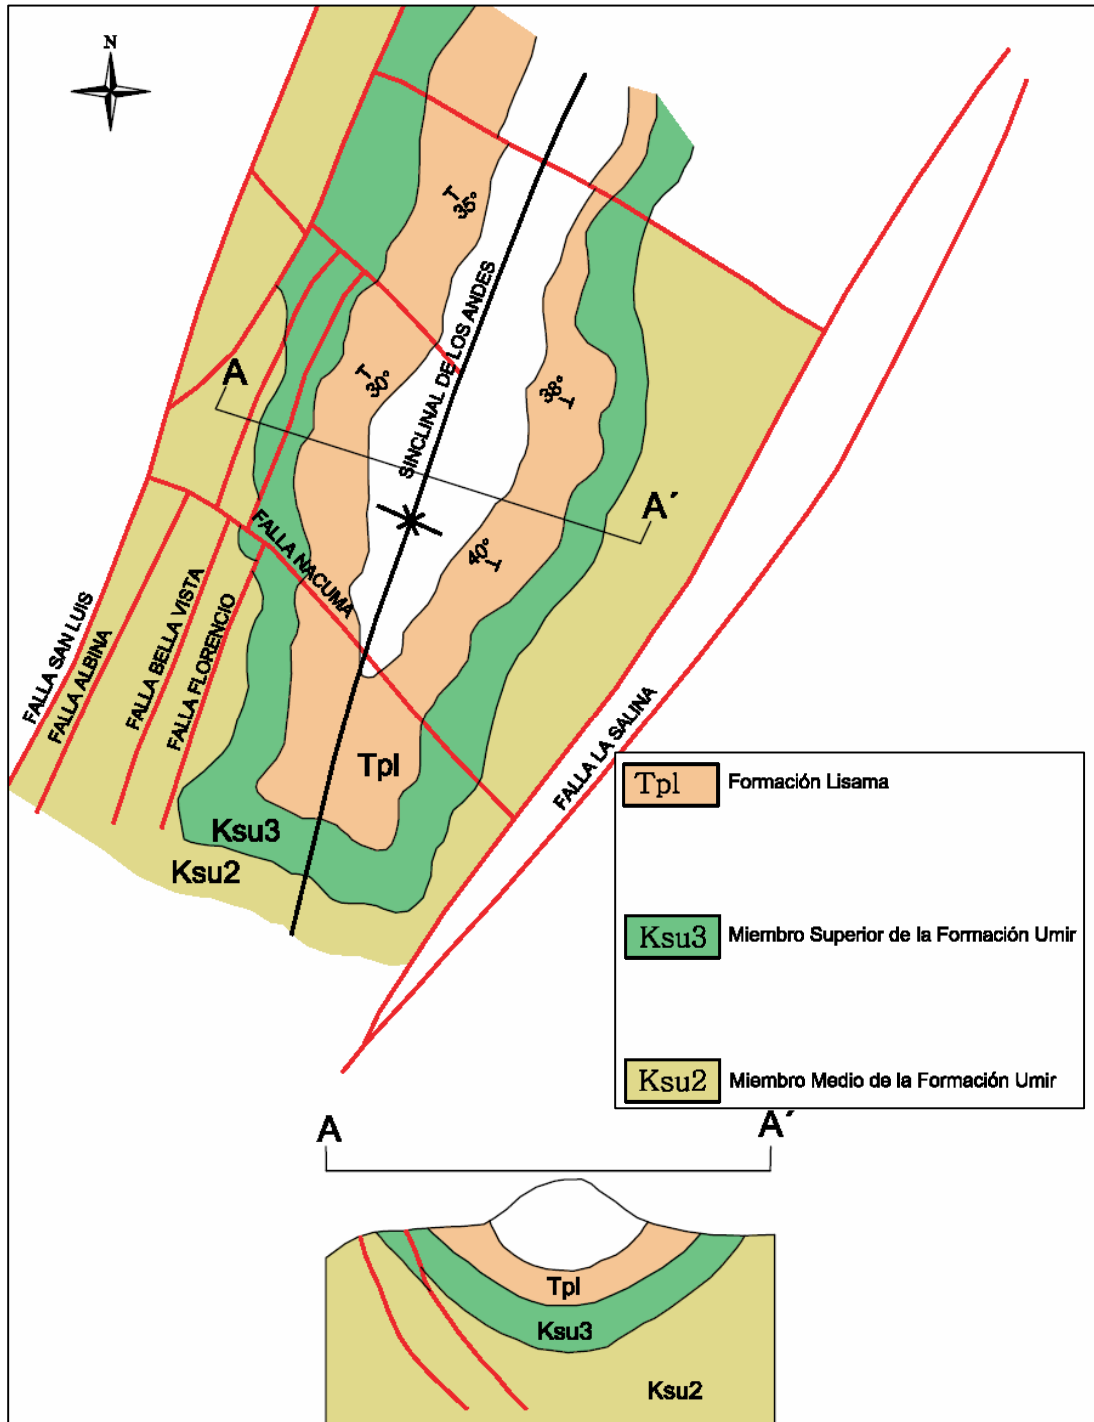 N
35°
SINCLINAL DE LOS ANDES
A
30°
38°
A´
40°
FALLA NACUMA
FALLA SAN LUIS
FALLA ALBINA
FALLA BELLA VISTA
FALLA FLORENCIO
FALLA LA SALINA
Tpl
Ksu3
Ksu2
Tpl Formación Lisama
Ksu3 Miembro Superior de la Formación Umir
Ksu2 Miembro Medio de la Formación Umir
A A´
Tpl
Ksu3
Ksu2